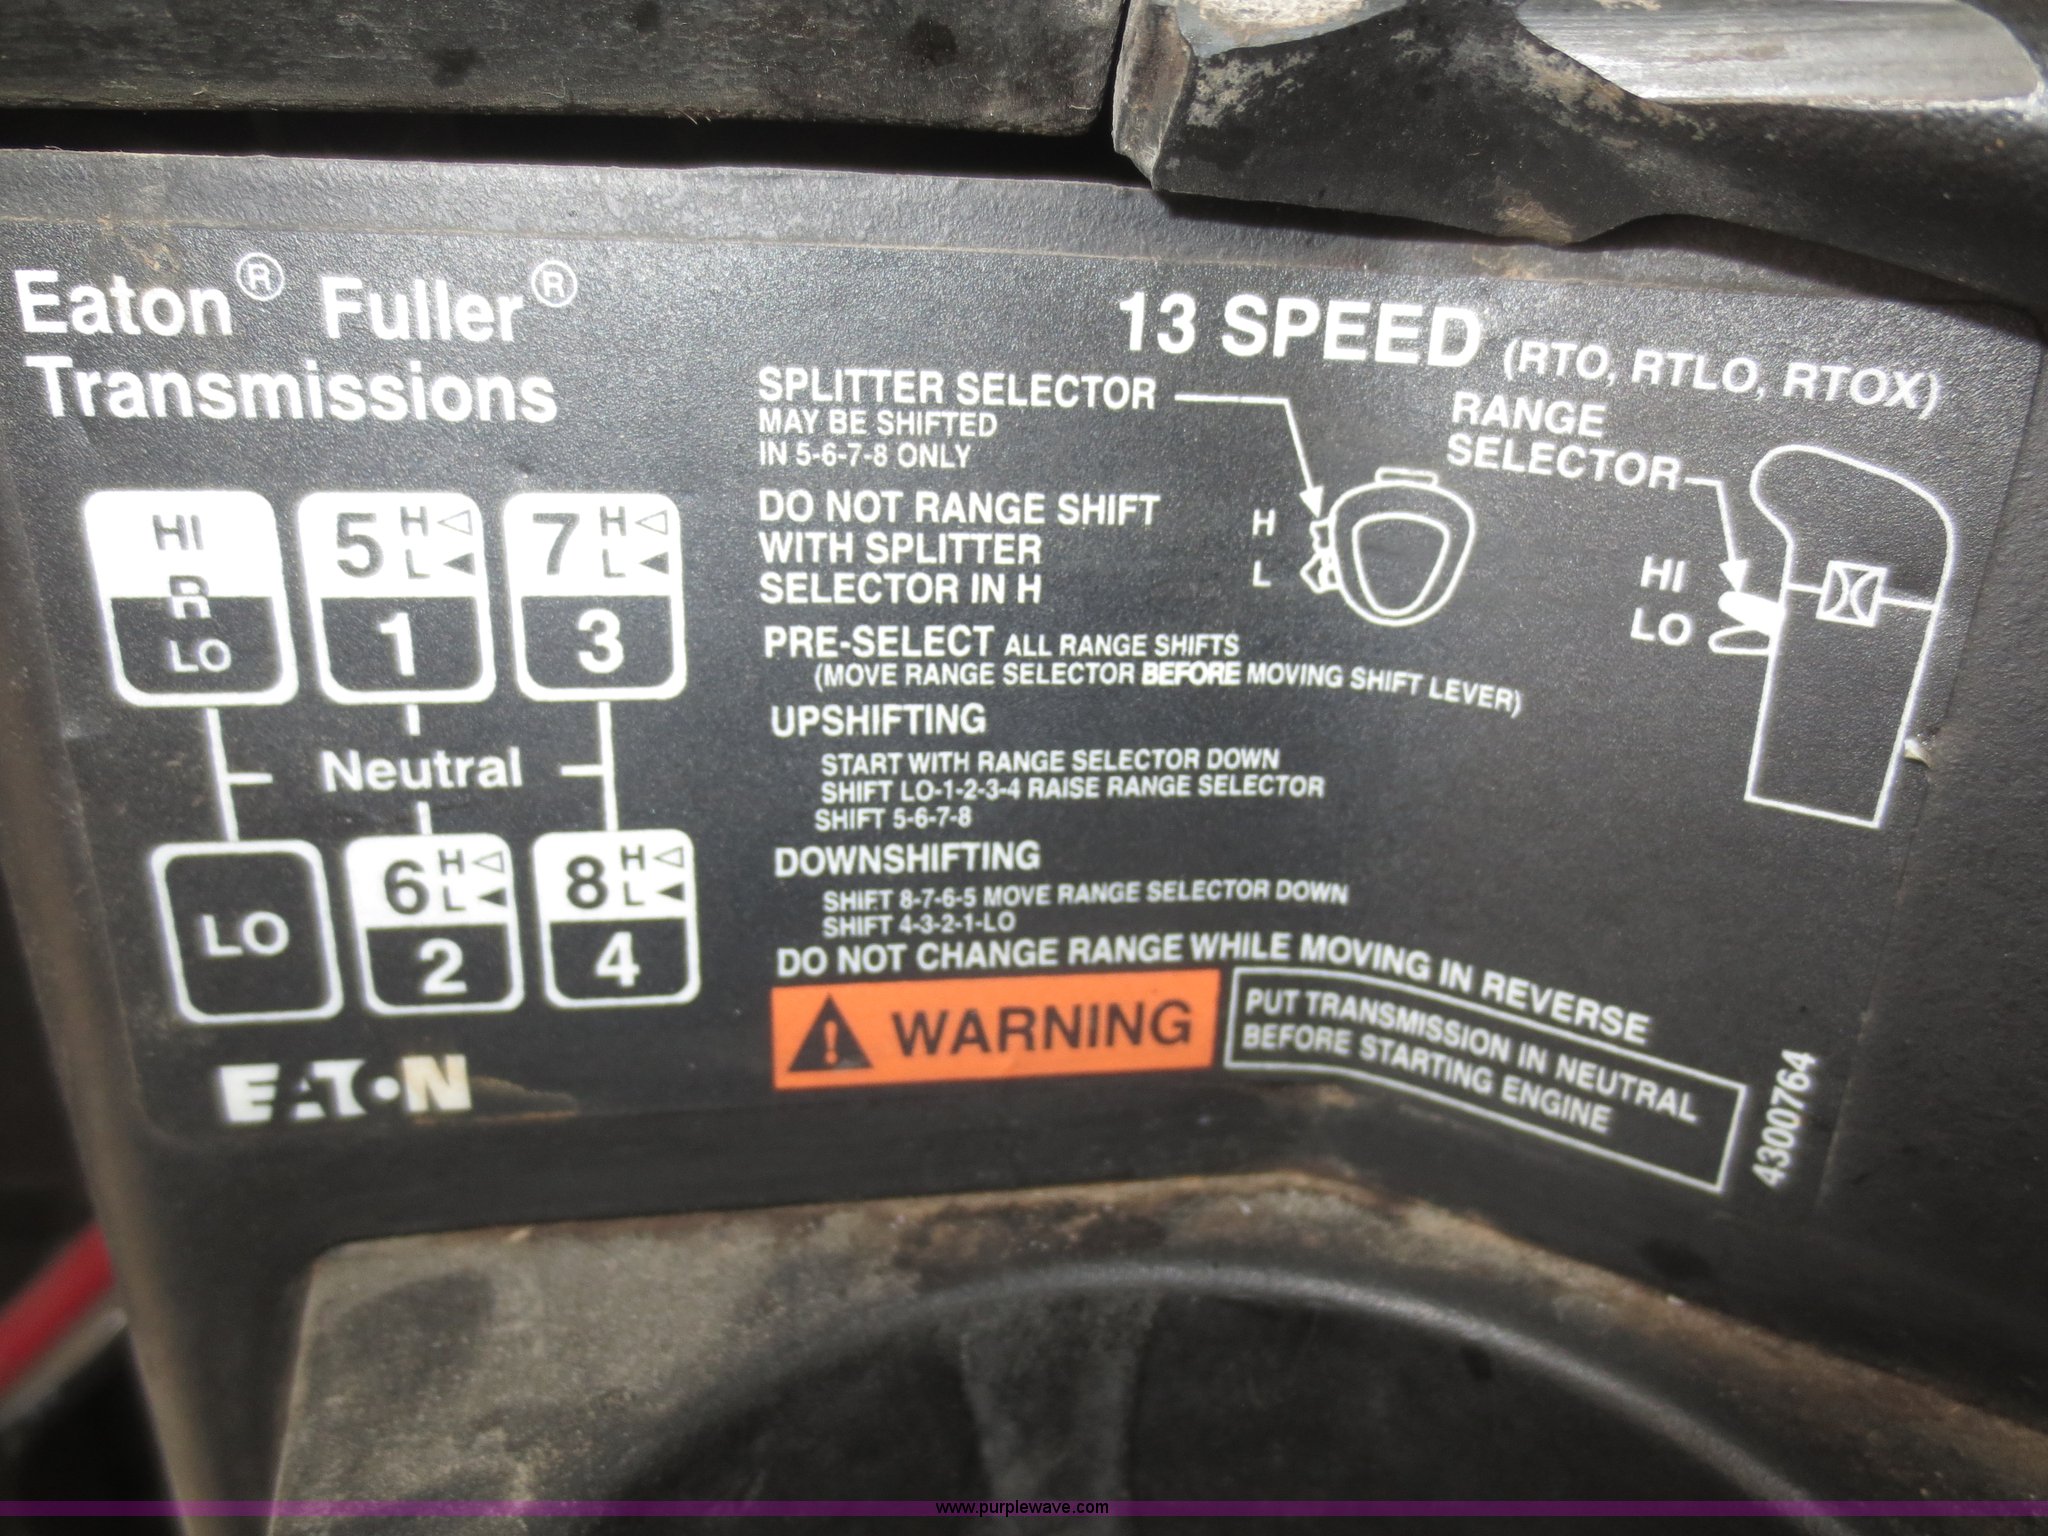 Eaton® Fuller®
Transmissions
13 SPEED (RTO, RTLO, RTOX)
SPLITTER SELECTOR
MAY BE SHIFTED
IN 5-6-7-8 ONLY
RANGE
SELECTOR
DO NOT RANGE SHIFT
WITH SPLITTER
SELECTOR IN H
H
L
HI
LO
HI
R
LO
5 H
L
1
7 H
L
3
Neutral
LO
6 H
L
2
8 H
L
4
PRE-SELECT ALL RANGE SHIFTS
(MOVE RANGE SELECTOR BEFORE MOVING SHIFT LEVER)
UPSHIFTING
START WITH RANGE SELECTOR DOWN
SHIFT LO-1-2-3-4 RAISE RANGE SELECTOR
SHIFT 5-6-7-8
DOWNSHIFTING
SHIFT 8-7-6-5 MOVE RANGE SELECTOR DOWN
SHIFT 4-3-2-1-LO
DO NOT CHANGE RANGE WHILE MOVING IN REVERSE
WARNING
PUT TRANSMISSION IN NEUTRAL
BEFORE STARTING ENGINE
EATON
4300764
www.purplewave.com